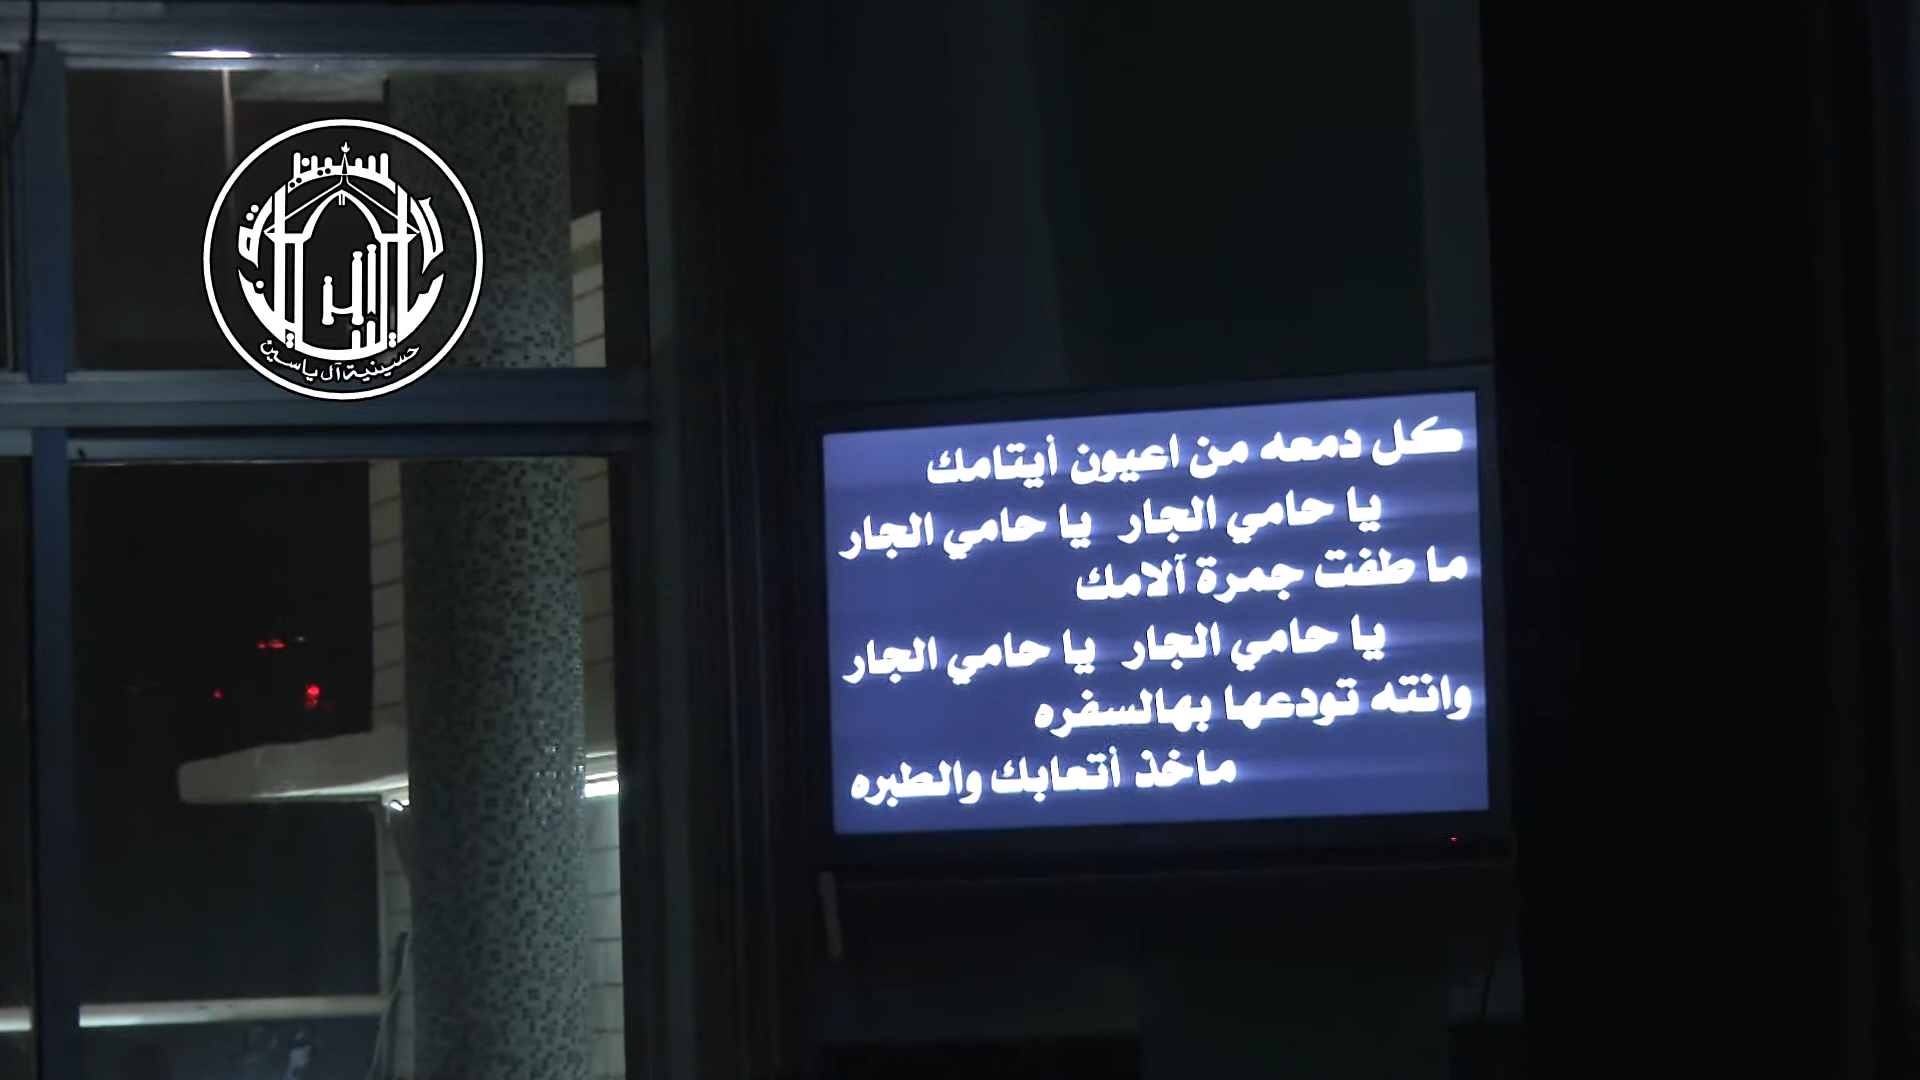 حسينية آل ياسين
كل دمعه من اعيون أيتامك
يا حامي الجار يا حامي الجار
ما طفت جمرة آلامك
يا حامي الجار يا حامي الجار
وانته تودعها بهالسفره
ماخذ أتعابك والطبره